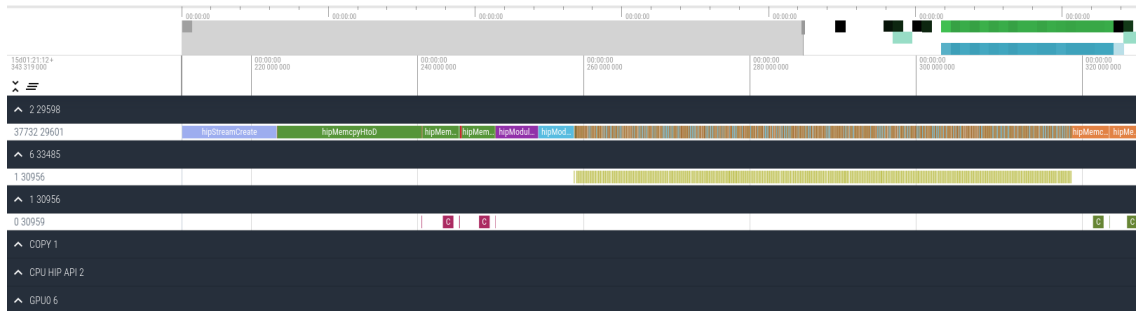 00:00:00 00:00:00 00:00:00 00:00:00 00:00:00 00:00:00 00:00:00
15d01:21:12+ 00:00:00 00:00:00 00:00:00 00:00:00 00:00:00 00:00:00
343 319 000 220 000 000 240 000 000 260 000 000 280 000 000 300 000 000 320 000 000
2 29598
37732 29601 hipStreamCreate hipMemcpyHtoD hipMem... hipMem... hipModul... hipMod... hipMemc... hipMe...
6 33485
1 30956
1 30956
0 30959 C C C C
COPY 1
CPU HIP API 2
GPU0 6